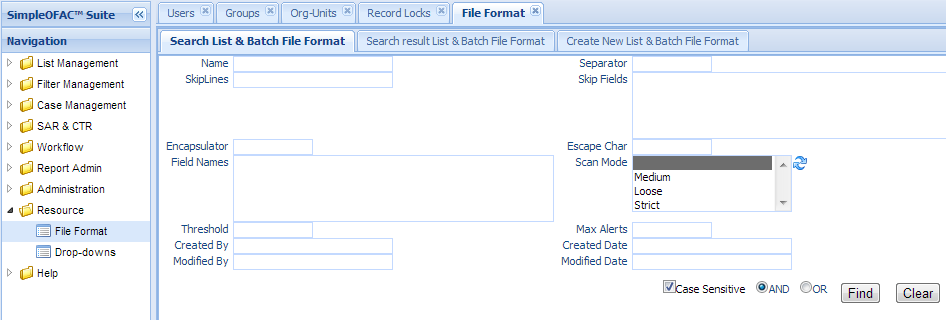 SimpleOFAC™ Suite
Users Groups Org-Units Record Locks File Format
Navigation
Search List & Batch File Format Search result List & Batch File Format Create New List & Batch File Format
List Management
Filter Management
Case Management
SAR & CTR
Workflow
Report Admin
Administration
Resource
File Format
Drop-downs
Help
Name Separator
SkipLines Skip Fields
Encapsulator Escape Char
Field Names Scan Mode
Medium
Loose
Strict
Threshold Max Alerts
Created By Created Date
Modified By Modified Date
Case Sensitive AND OR Find Clear